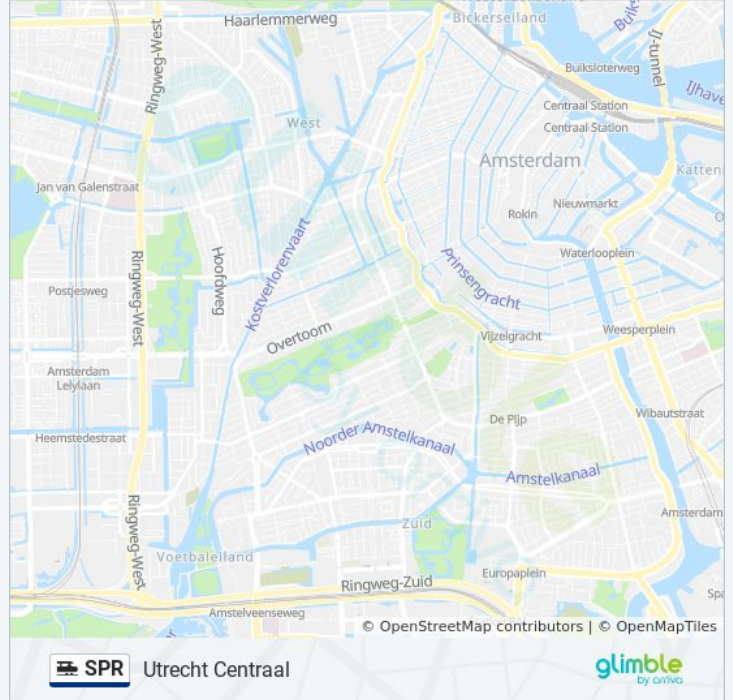 Haarlemmerweg
Bickerseiland
Buiks
IJ-tunnel
Ringweg-West
Buiksloterweg
IJhave
Centraal Station
West
Centraal Station
Amsterdam
Katten
Jan van Galenstraat
Nieuwmarkt
Rokin
O
Kostverlorenvaart
Hoofdweg
Waterlooplein
Ringweg-West
Prinsengracht
Postjesweg
Overtoom
Vijzelgracht
Weesperplein
Amsterdam
Lelylaan
De Pijp
Wibautstraat
Heemstedestraat
Noorder Amstelkanaal
Amstelkanaal
Ringweg-West
Amsterdam
Zuid
Voetbaleiland
Europaplein
Ringweg-Zuid
Spa
Amstelveenseweg
© OpenStreetMap contributors | © OpenMapTiles
SPR Utrecht Centraal
glimble
by arriva